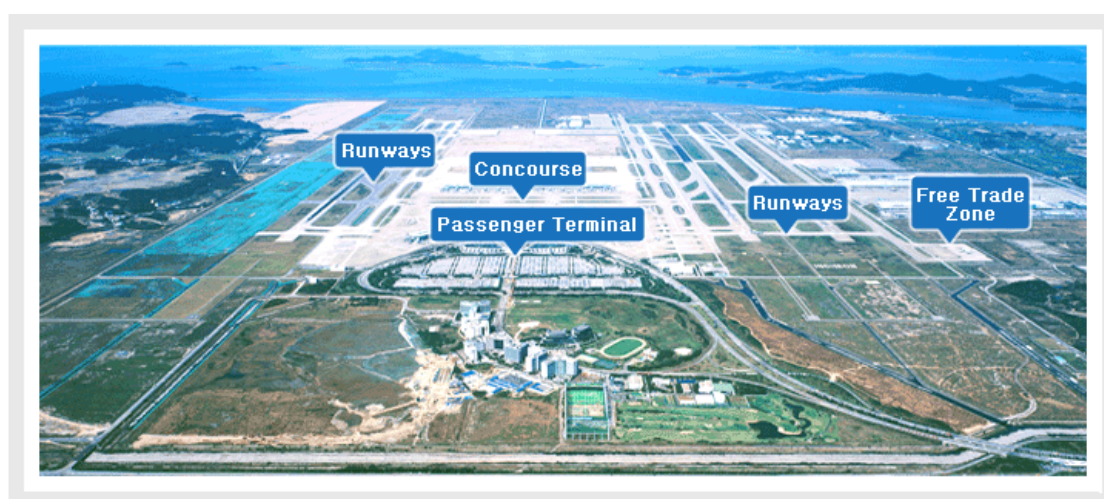 Runways
Concourse
Passenger Terminal
Runways
Free Trade
Zone